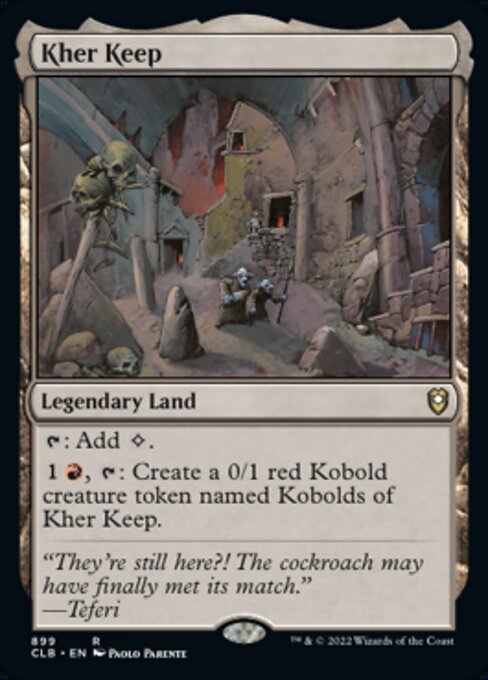 Kher Keep
Legendary Land
: Add .
1 , : Create a 0/1 red Kobold
creature token named Kobolds of
Kher Keep.
“They’re still here?! The cockroach may
have finally met its match.”
—Teferi
899 R
CLB • EN Paolo Parente
™ & © 2022 Wizards of the Coast